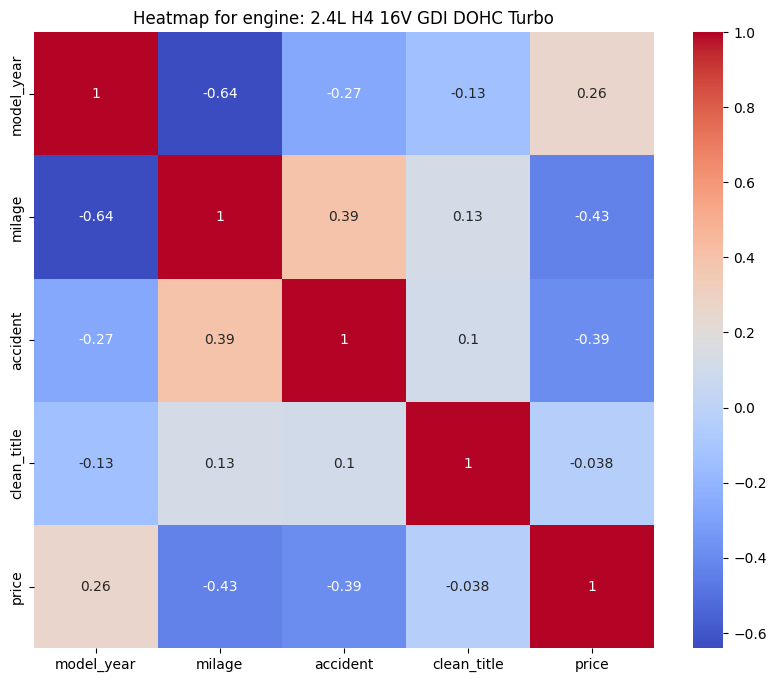 Heatmap for engine: 2.4L H4 16V GDI DOHC Turbo
model_year 1 -0.64 -0.27 -0.13 0.26
milage -0.64 1 0.39 0.13 -0.43
accident -0.27 0.39 1 0.1 -0.39
clean_title -0.13 0.13 0.1 1 -0.038
price 0.26 -0.43 -0.39 -0.038 1
model_year milage accident clean_title price
1.0
0.8
0.6
0.4
0.2
0.0
−0.2
−0.4
−0.6